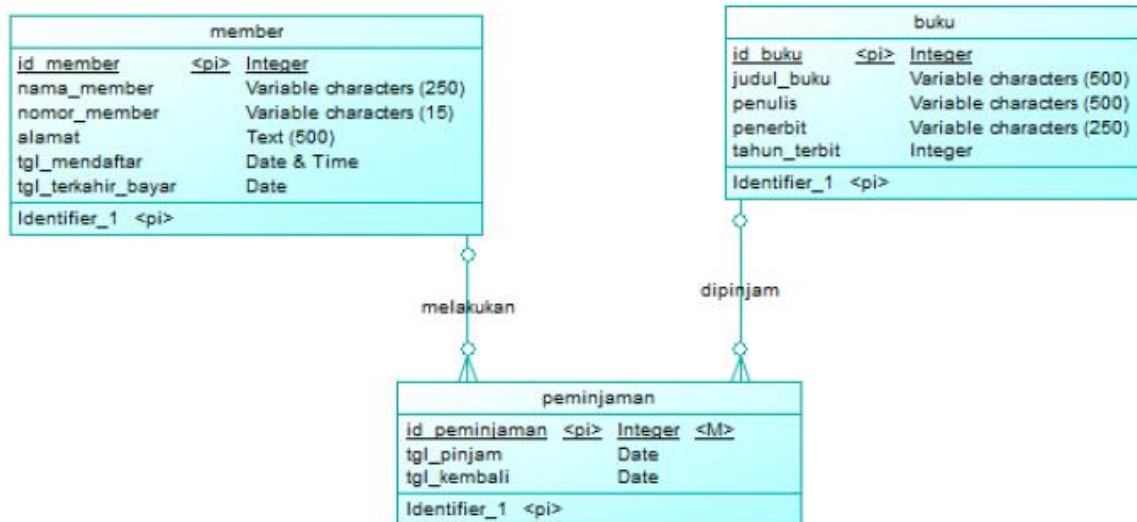 member
id_member <pi> Integer
nama_member Variable characters (250)
nomor_member Variable characters (15)
alamat Text (500)
tgl_mendaftar Date & Time
tgl_terkahir_bayar Date
Identifier_1 <pi>
buku
id_buku <pi> Integer
judul_buku Variable characters (500)
penulis Variable characters (500)
penerbit Variable characters (250)
tahun_terbit Integer
Identifier_1 <pi>
melakukan
dipinjam
peminjaman
id_peminjaman <pi> Integer <M>
tgl_pinjam Date
tgl_kembali Date
Identifier_1 <pi>